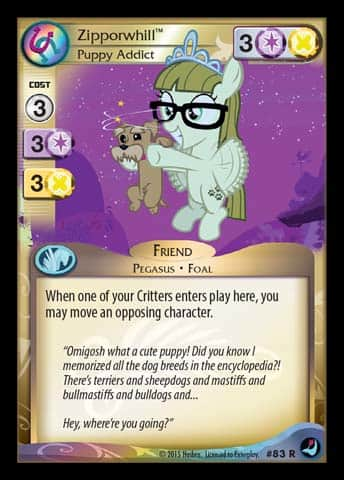 Zipporwhill™
Puppy Addict
3
COST
3
3
3
FRIEND
PEGASUS • FOAL
When one of your Critters enters play here, you
may move an opposing character.
"Omigosh what a cute puppy! Did you know I
memorized all the dog breeds in the encyclopedia?!
There's terriers and sheepdogs and mastiffs and
bullmastiffs and bulldogs and...
Hey, where're you going?"
© 2015 Hasbro. Licensed to Enterplay.
#83 R